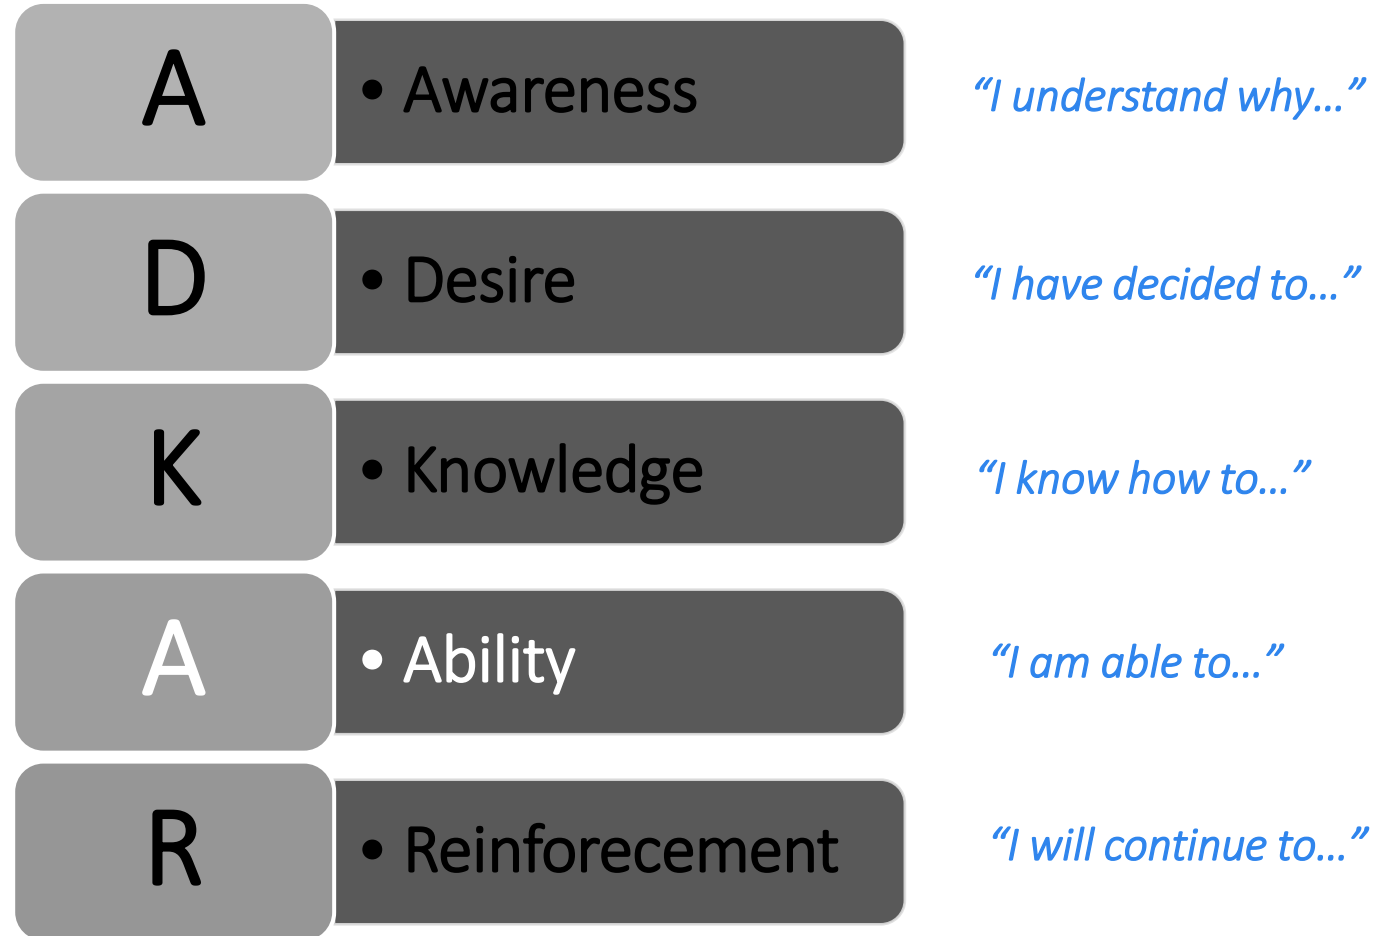 A
• Awareness
“I understand why...”
D
• Desire
“I have decided to...”
K
• Knowledge
“I know how to...”
A
• Ability
“I am able to...”
R
• Reinforecement
“I will continue to...”